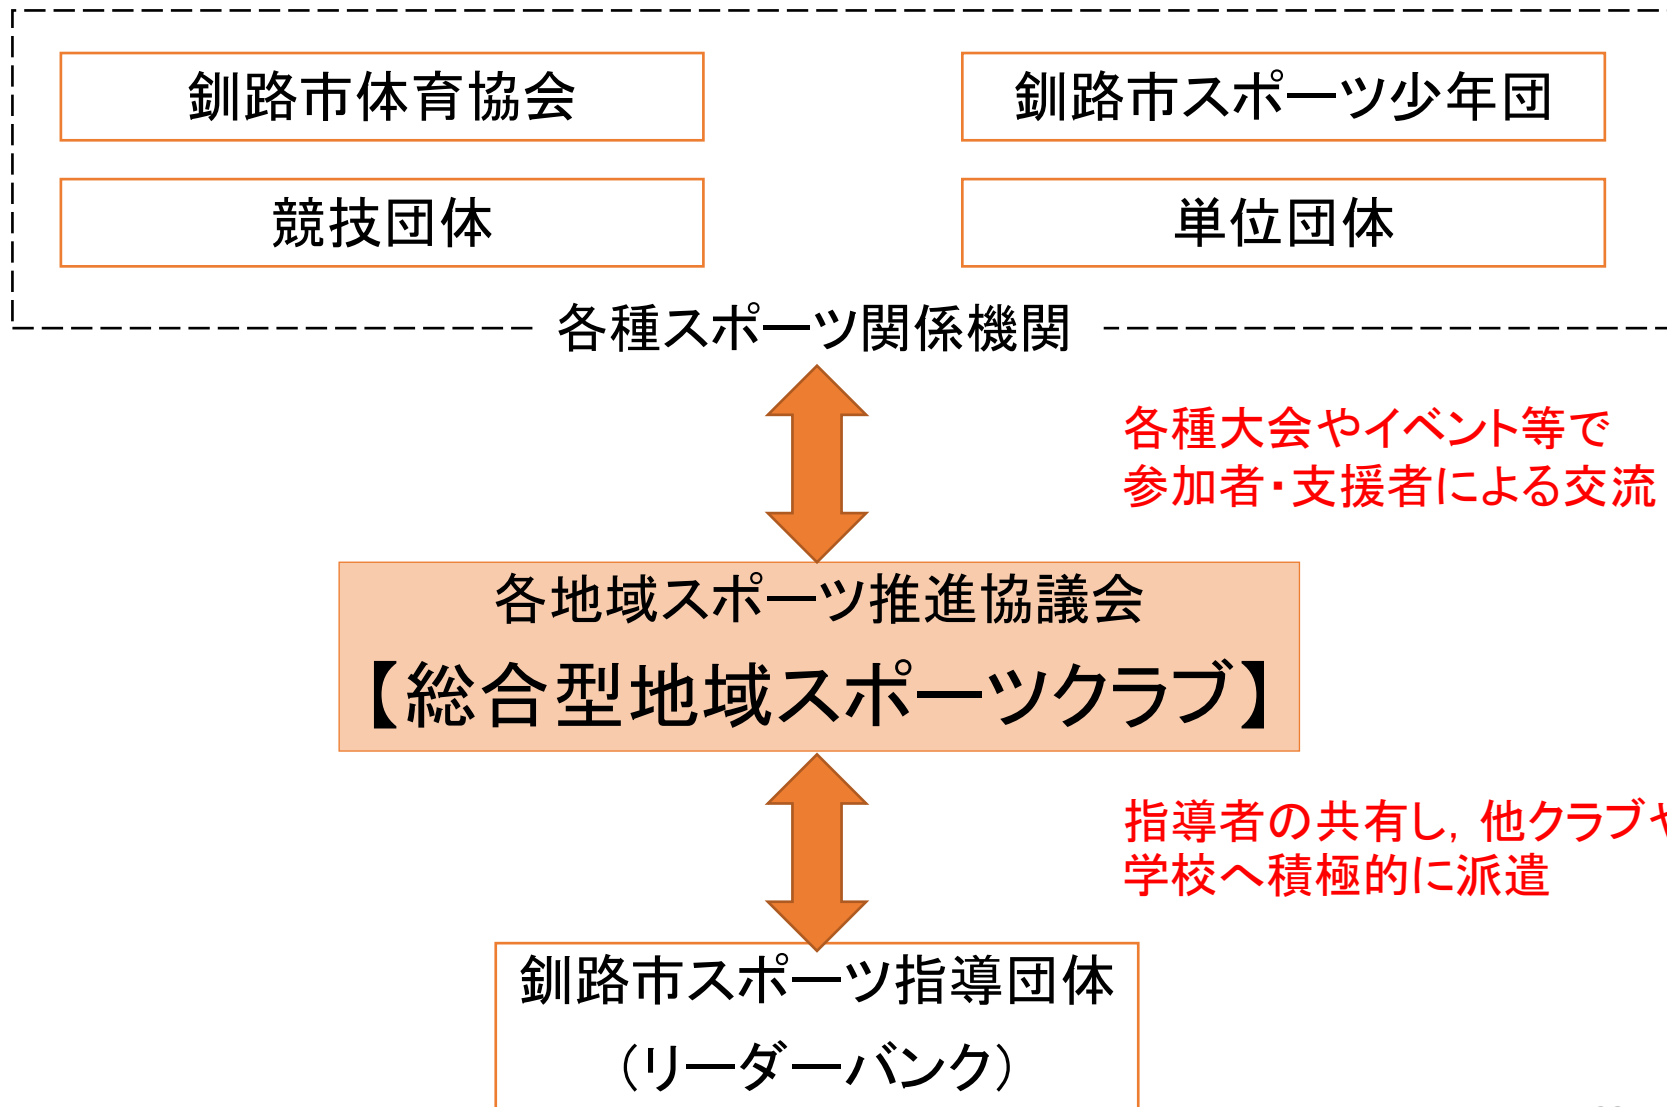 釧路市体育協会
釧路市スポーツ少年団
競技団体
単位団体
各種スポーツ関係機関
各種大会やイベント等で
参加者・支援者による交流
各地域スポーツ推進協議会
【総合型地域スポーツクラブ】
指導者の共有し，他クラブや
学校へ積極的に派遣
釧路市スポーツ指導団体
（リーダーバンク）